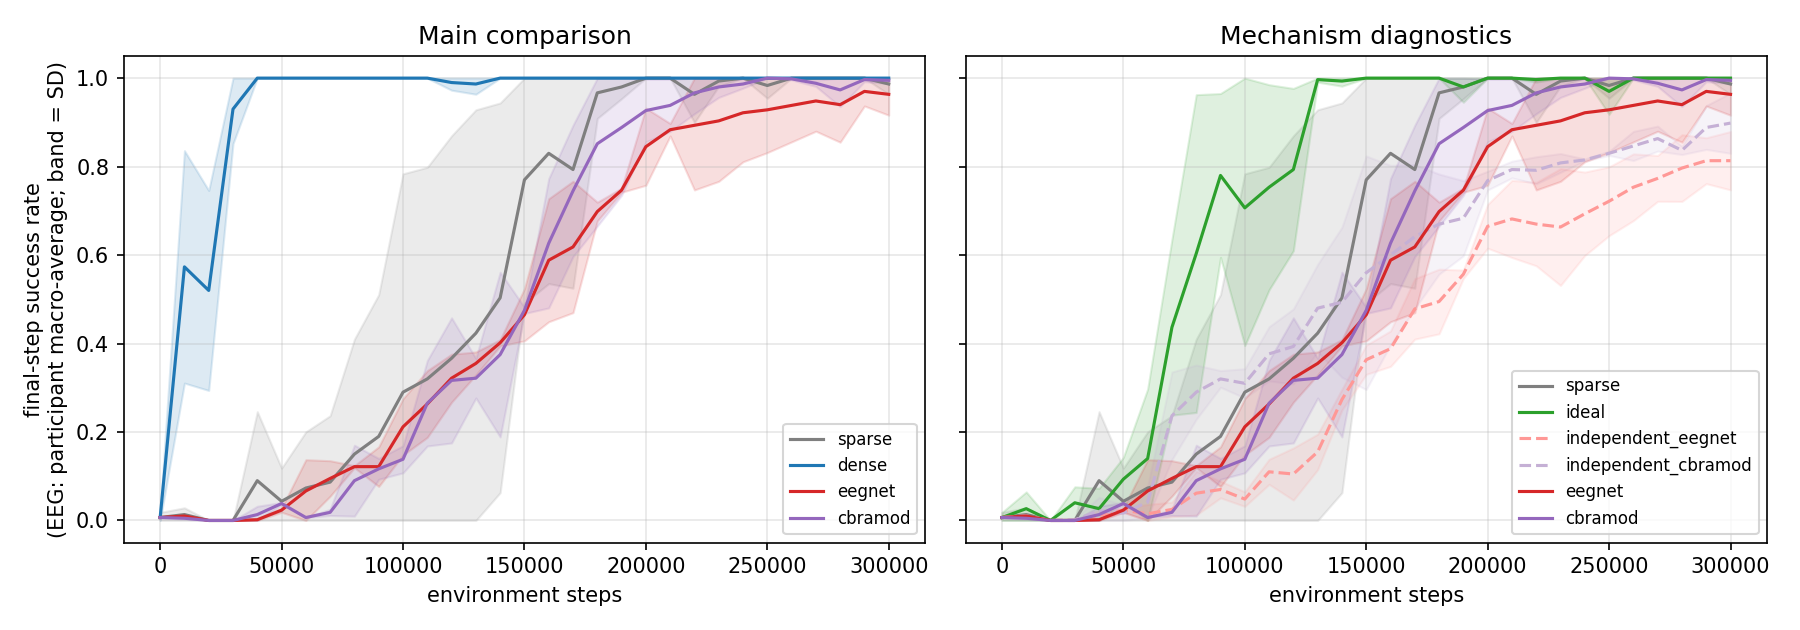 Main comparison
final-step success rate
(EEG: participant macro-average; band = SD)
1.0
0.8
0.6
0.4
0.2
0.0
sparse
dense
eegnet
cbramod
0 50000 100000 150000 200000 250000 300000
environment steps
Mechanism diagnostics
sparse
ideal
independent_eegnet
independent_cbramod
eegnet
cbramod
0 50000 100000 150000 200000 250000 300000
environment steps